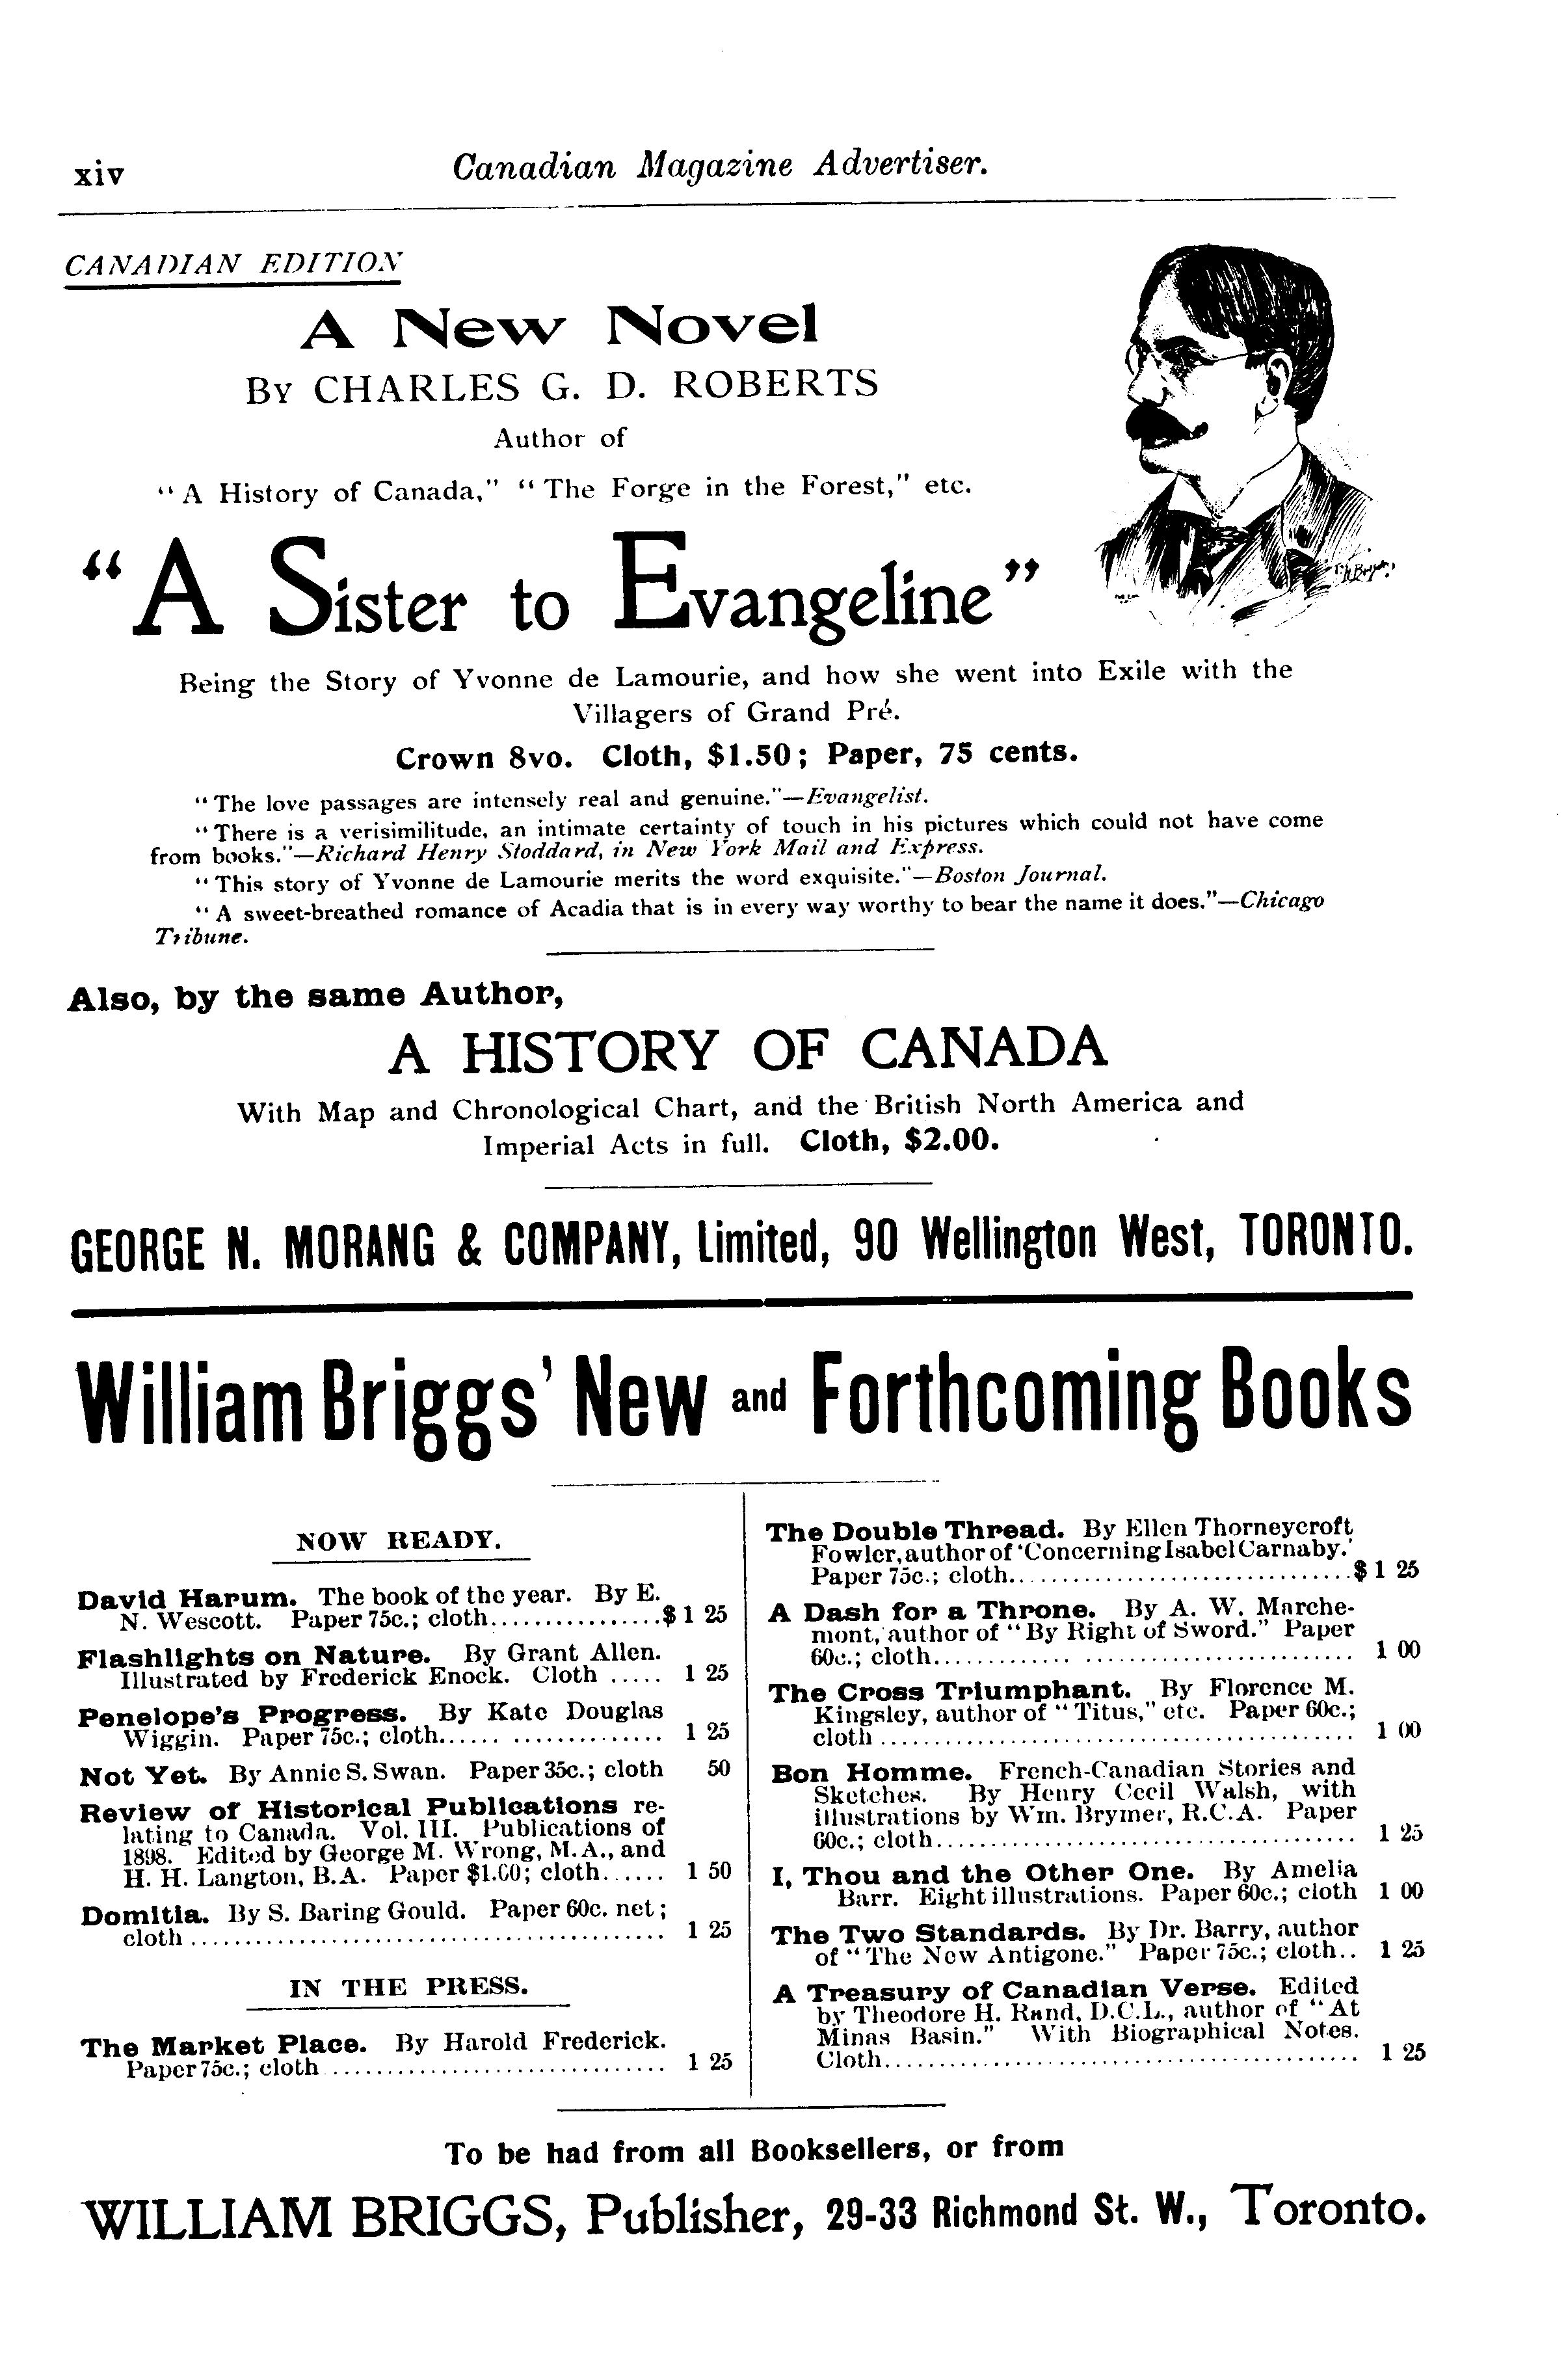 xiv
Canadian Magazine Advertiser.
CANADIAN EDITION
A New Novel
By CHARLES G. D. ROBERTS
Author of
"A History of Canada," "The Forge in the Forest," etc.
"A Sister to Evangeline"
Being the Story of Yvonne de Lamourie, and how she went into Exile with the
Villagers of Grand Pré.
Crown 8vo. Cloth, $1.50; Paper, 75 cents.
"The love passages are intensely real and genuine."—Evangelist.
"There is a verisimilitude, an intimate certainty of touch in his pictures which could not have come
from books."—Richard Henry Stoddard, in New York Mail and Express.
"This story of Yvonne de Lamourie merits the word exquisite."—Boston Journal.
"A sweet-breathed romance of Acadia that is in every way worthy to bear the name it does."—Chicago
Tribune.
Also, by the same Author,
A HISTORY OF CANADA
With Map and Chronological Chart, and the British North America and
Imperial Acts in full. Cloth, $2.00.
GEORGE N. MORANG & COMPANY, Limited, 90 Wellington West, TORONTO.
William Briggs' New and Forthcoming Books
NOW READY.
David Harum. The book of the year. By E.
N. Wescott. Paper 75c.; cloth................$1 25
Flashlights on Nature. By Grant Allen.
Illustrated by Frederick Enock. Cloth ..... 1 25
Penelope's Progress. By Kate Douglas
Wiggin. Paper 75c.; cloth..................... 1 25
Not Yet. By Annie S. Swan. Paper 35c.; cloth 50
Review of Historical Publications re-
lating to Canada. Vol. III. Publications of
1898. Edited by George M. Wrong, M.A., and
H. H. Langton, B.A. Paper $1.00; cloth...... 1 50
Domitia. By S. Baring Gould. Paper 60c. net;
cloth ............................................. 1 25
IN THE PRESS.
The Market Place. By Harold Frederick.
Paper 75c.; cloth ................................ 1 25
The Double Thread. By Ellen Thorneycroft
Fowler, author of 'Concerning Isabel Carnaby.'
Paper 75c.; cloth................................$1 25
A Dash for a Throne. By A. W. Marche-
mont, author of "By Right of Sword." Paper
60c.; cloth........................................ 1 00
The Cross Triumphant. By Florence M.
Kingsley, author of "Titus," etc. Paper 60c.;
cloth ............................................. 1 00
Bon Homme. French-Canadian Stories and
Sketches. By Henry Cecil Walsh, with
illustrations by Wm. Brymer, R.C.A. Paper
60c.; cloth........................................ 1 25
I, Thou and the Other One. By Amelia
Barr. Eight illustrations. Paper 60c.; cloth 1 00
The Two Standards. By Dr. Barry, author
of "The New Antigone." Paper 75c.; cloth.. 1 25
A Treasury of Canadian Verse. Edited
by Theodore H. Rand, D.C.L., author of "At
Minas Basin." With Biographical Notes.
Cloth............................................. 1 25
To be had from all Booksellers, or from
WILLIAM BRIGGS, Publisher, 29-33 Richmond St. W., Toronto.